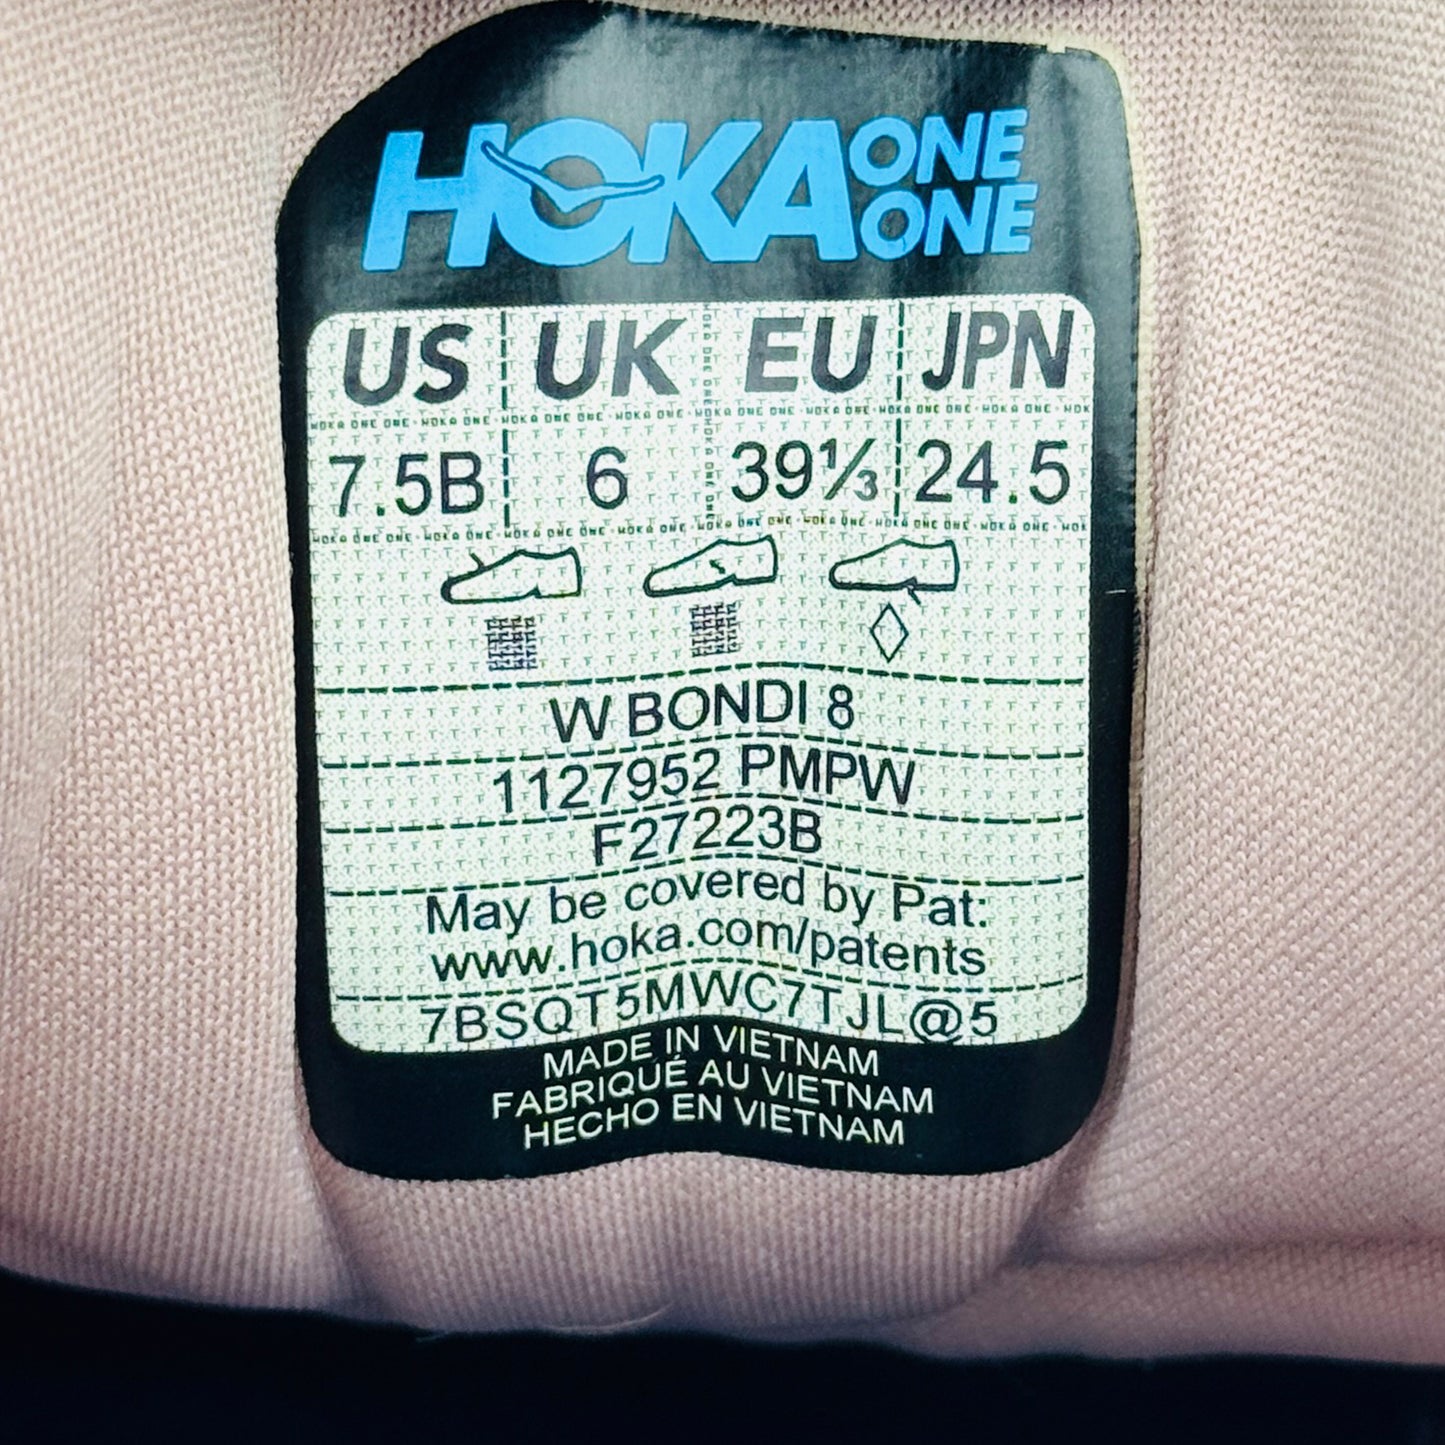 HOKA ONE ONE
US UK EU JPN
7.5B 6 39⅓ 24.5
W BONDI 8
1127952 PMPW
F27223B
May be covered by Pat:
www.hoka.com/patents
7BSQT5MWC7TJL@5
MADE IN VIETNAM
FABRIQUÉ AU VIETNAM
HECHO EN VIETNAM